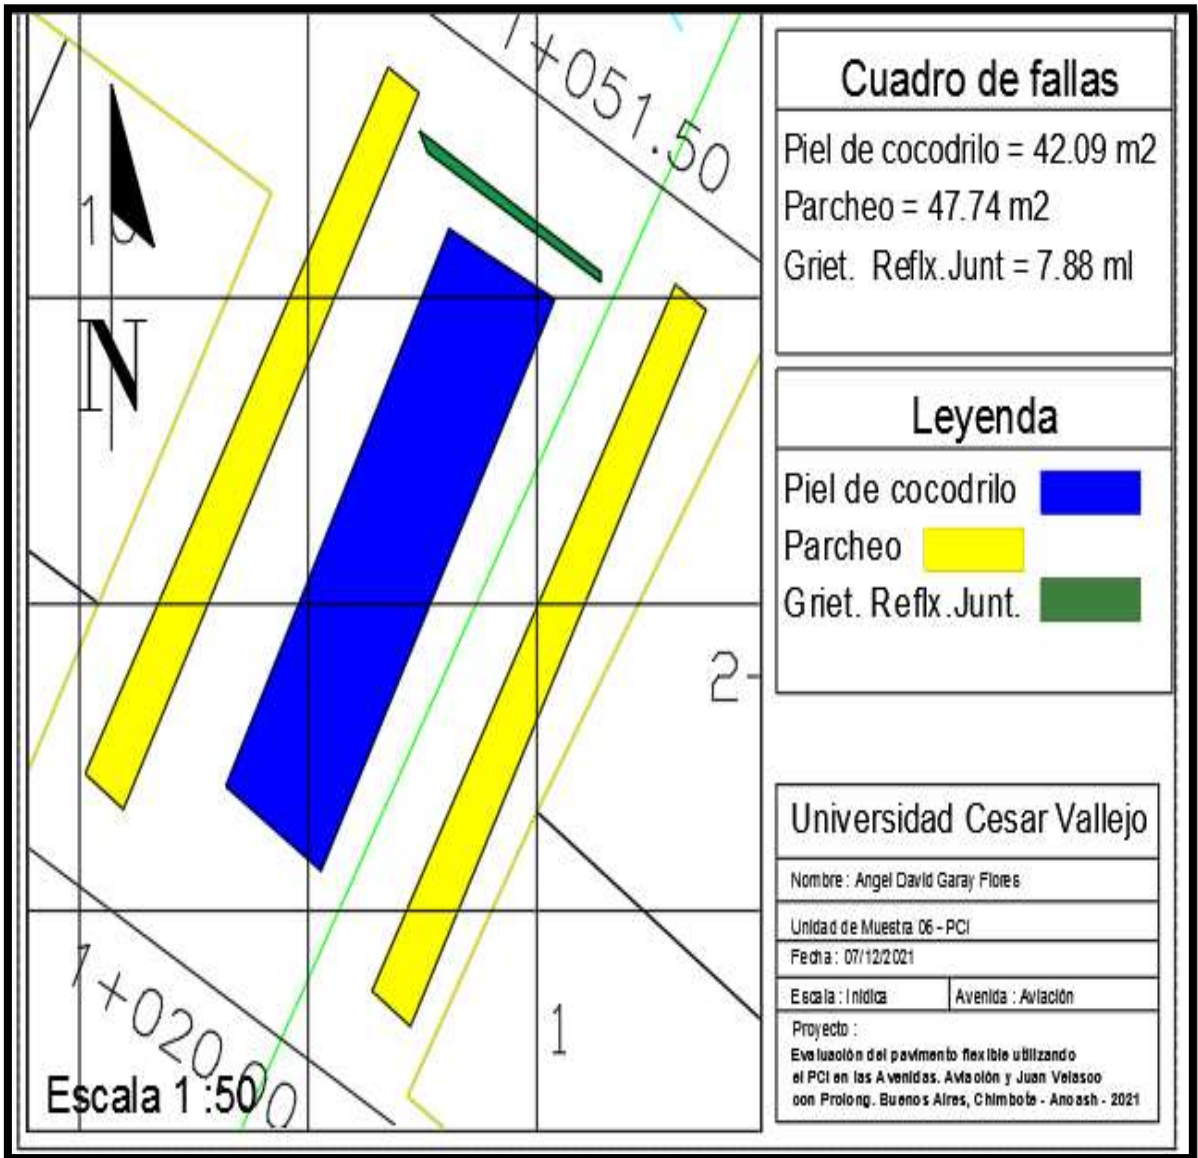 1+051.50
N
2-
1+020.00
1
Escala 1 :50
Cuadro de fallas
Piel de cocodrilo = 42.09 m2
Parcheo = 47.74 m2
Griet. Reflx.Junt = 7.88 ml
Leyenda
Piel de cocodrilo
Parcheo
Griet. Reflx.Junt.
Universidad Cesar Vallejo
Nombre : Angel David Garay Flores
Unidad de Muestra 06 - PCI
Fecha : 07/12/2021
Escala : Inidica Avenida : Aviación
Proyecto :
Evaluación del pavimento flexible utilizando
el PCI en las Avenidas. Aviación y Juan Velasco
con Prolong. Buenos Aires, Chimbote - Ancash - 2021